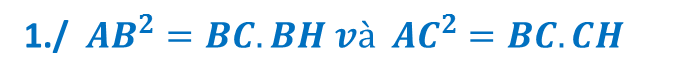 1./ AB² = BC.BH và AC² = BC.CH